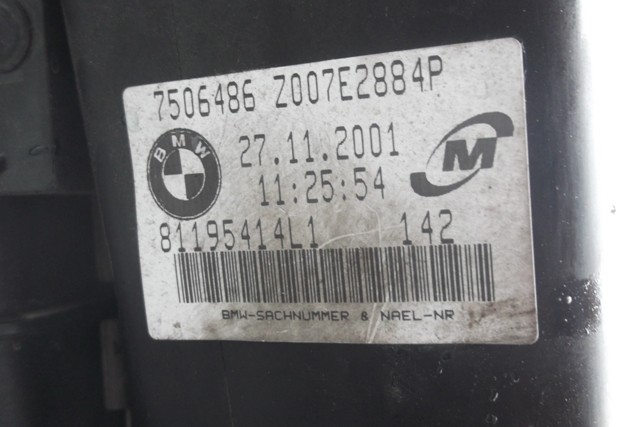 7506486 Z007E2884P
BMW
27.11.2001
M
11:25:54
81195414L1 142
BMW-SACHNUMMER & NAEL-NR